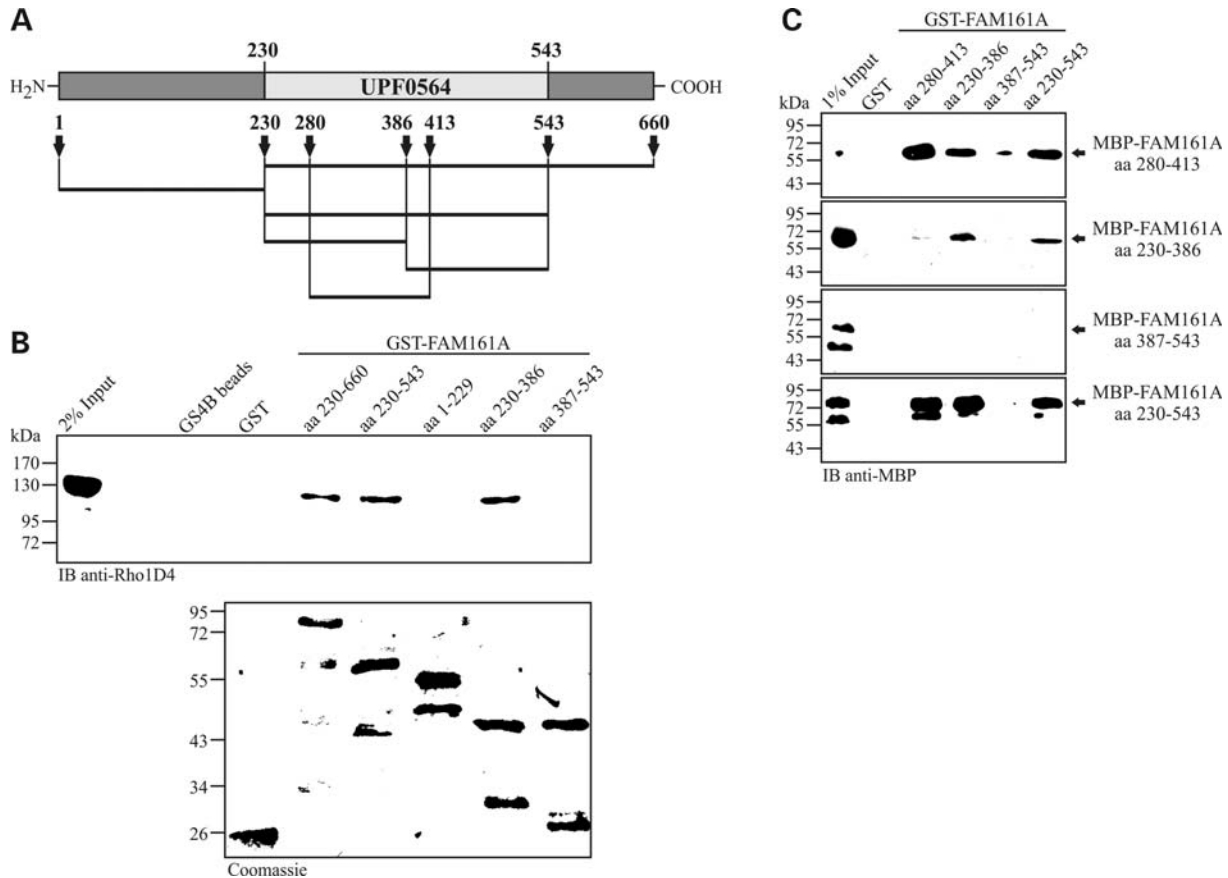 A
230 543
H2N UPF0564 COOH
1 230 280 386 413 543 660
B
GST-FAM161A
2% Input GS4B beads GST aa 230-660 aa 230-543 aa 1-229 aa 230-386 aa 387-543
kDa
170
130
95
72
IB anti-Rho1D4
95
72
55
43
34
26
Coomassie
C
GST-FAM161A
1% Input GST aa 280-413 aa 230-386 aa 387-543 aa 230-543
kDa
95
72
55
43
MBP-FAM161A
aa 280-413
95
72
55
43
MBP-FAM161A
aa 230-386
95
72
55
43
MBP-FAM161A
aa 387-543
95
72
55
43
MBP-FAM161A
aa 230-543
IB anti-MBP